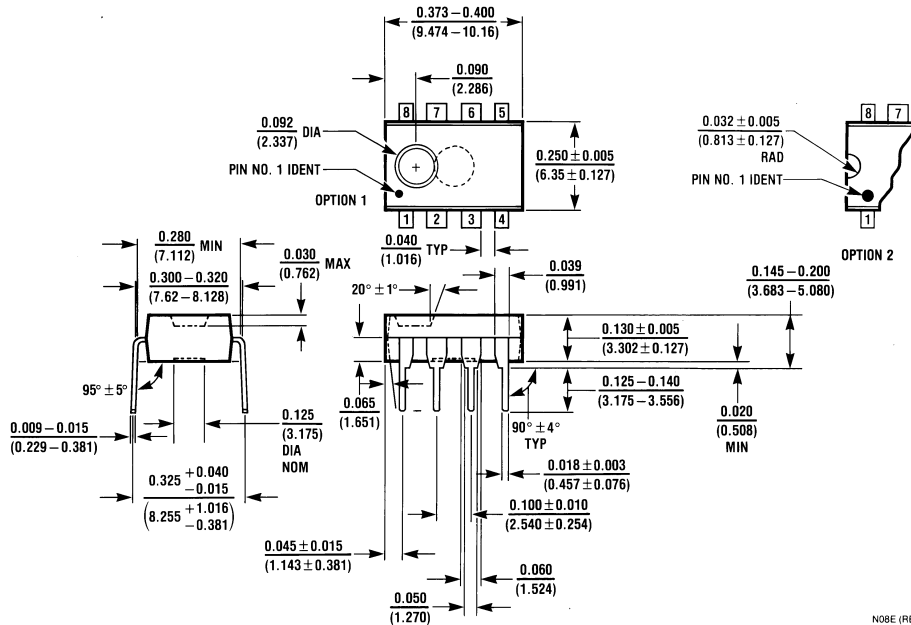 0.373 – 0.400
(9.474 – 10.16)
0.090
(2.286)
8 7 6 5
0.092 DIA
(2.337)
PIN NO. 1 IDENT
OPTION 1
0.250 ± 0.005
(6.35 ± 0.127)
1 2 3 4
8 7
0.032 ± 0.005
(0.813 ± 0.127)
RAD
PIN NO. 1 IDENT
1
OPTION 2
0.280 MIN
(7.112)
0.030 MAX
(0.762)
0.300 – 0.320
(7.62 – 8.128)
0.040 TYP
(1.016)
0.039
(0.991)
0.145 – 0.200
(3.683 – 5.080)
20° ± 1°
0.130 ± 0.005
(3.302 ± 0.127)
95° ± 5°
0.065
(1.651)
0.125 – 0.140
(3.175 – 3.556)
0.020
(0.508)
MIN
90° ± 4°
TYP
0.009 – 0.015
(0.229 – 0.381)
0.125
(3.175)
DIA
NOM
0.018 ± 0.003
(0.457 ± 0.076)
0.325 +0.040
–0.015
(8.255 +1.016
–0.381)
0.100 ± 0.010
(2.540 ± 0.254)
0.045 ± 0.015
(1.143 ± 0.381)
0.060
(1.524)
0.050
(1.270)
N08E